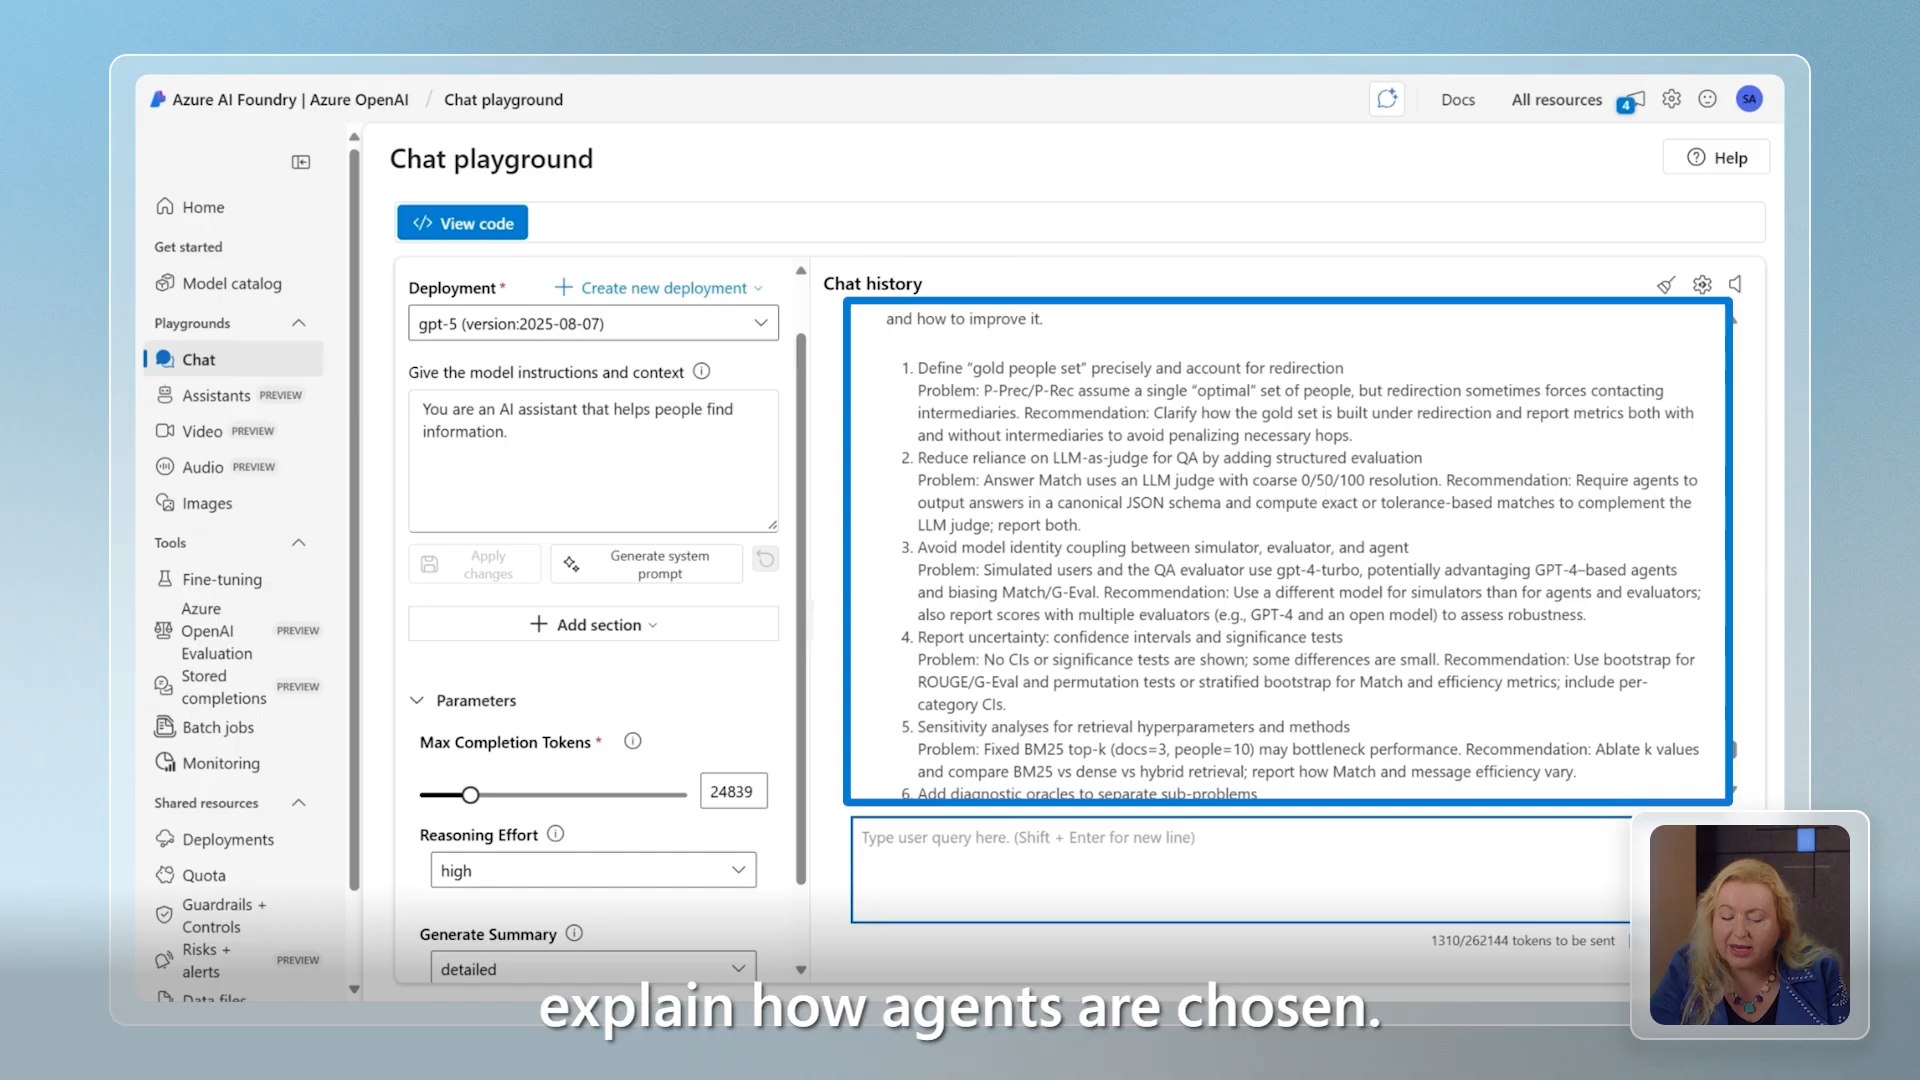 Azure AI Foundry | Azure OpenAI / Chat playground
Docs
All resources
4
SA
Home
Get started
Model catalog
Playgrounds
Chat
Assistants PREVIEW
Video PREVIEW
Audio PREVIEW
Images
Tools
Fine-tuning
Azure
OpenAI
Evaluation
PREVIEW
Stored
completions
PREVIEW
Batch jobs
Monitoring
Shared resources
Deployments
Quota
Guardrails +
Controls
Risks +
alerts
PREVIEW
Data files
Chat playground
Help
</> View code
Deployment *
+ Create new deployment
gpt-5 (version:2025-08-07)
Give the model instructions and context
You are an AI assistant that helps people find
information.
Apply
changes
Generate system
prompt
+ Add section
Parameters
Max Completion Tokens *
24839
Reasoning Effort
high
Generate Summary
detailed
Chat history
and how to improve it.
1. Define “gold people set” precisely and account for redirection
Problem: P-Prec/P-Rec assume a single “optimal” set of people, but redirection sometimes forces contacting
intermediaries. Recommendation: Clarify how the gold set is built under redirection and report metrics both with
and without intermediaries to avoid penalizing necessary hops.
2. Reduce reliance on LLM-as-judge for QA by adding structured evaluation
Problem: Answer Match uses an LLM judge with coarse 0/50/100 resolution. Recommendation: Require agents to
output answers in a canonical JSON schema and compute exact or tolerance-based matches to complement the
LLM judge; report both.
3. Avoid model identity coupling between simulator, evaluator, and agent
Problem: Simulated users and the QA evaluator use gpt-4-turbo, potentially advantaging GPT-4–based agents
and biasing Match/G-Eval. Recommendation: Use a different model for simulators than for agents and evaluators;
also report scores with multiple evaluators (e.g., GPT-4 and an open model) to assess robustness.
4. Report uncertainty: confidence intervals and significance tests
Problem: No CIs or significance tests are shown; some differences are small. Recommendation: Use bootstrap for
ROUGE/G-Eval and permutation tests or stratified bootstrap for Match and efficiency metrics; include per-
category CIs.
5. Sensitivity analyses for retrieval hyperparameters and methods
Problem: Fixed BM25 top-k (docs=3, people=10) may bottleneck performance. Recommendation: Ablate k values
and compare BM25 vs dense vs hybrid retrieval; report how Match and message efficiency vary.
6. Add diagnostic oracles to separate sub-problems
Type user query here. (Shift + Enter for new line)
1310/262144 tokens to be sent
explain how agents are chosen.